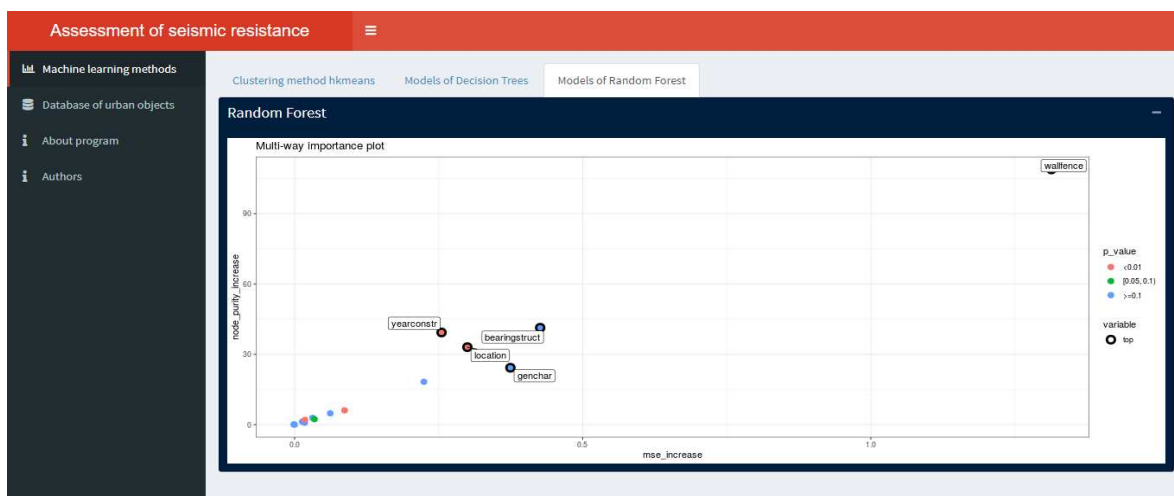 Assessment of seismic resistance
Machine learning methods
Database of urban objects
About program
Authors
Clustering method hkmeans
Models of Decision Trees
Models of Random Forest
Random Forest
Multi-way importance plot
node_purity_increase
90
60
30
0
wallfence
yearconstr
bearingstruct
location
genchar
0.0
0.5
1.0
mse_increase
p_value
<0.01
[0.05, 0.1)
>=0.1
variable
top